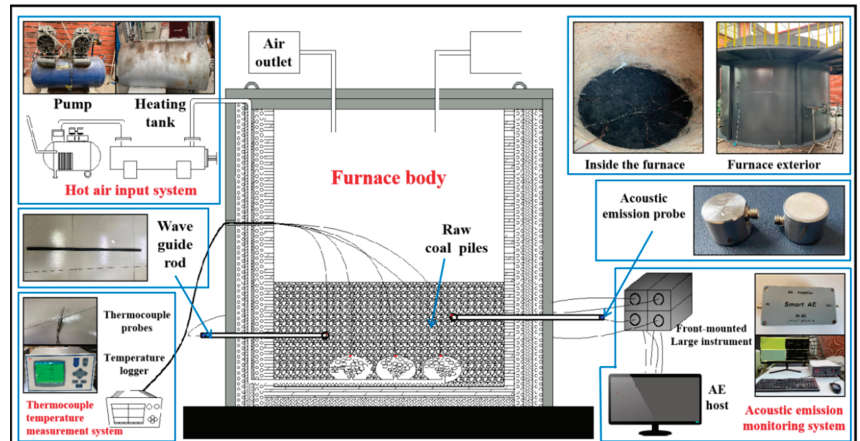 Pump
Heating
tank
Hot air input system
Air
outlet
Inside the furnace
Furnace exterior
Furnace body
Wave
guide
rod
Raw
coal piles
Acoustic
emission probe
Thermocouple
probes
Temperature
logger
Thermocouple
temperature
measurement system
Front-mounted
Large instrument
Smart AE
AE
host
Acoustic emission
monitoring system